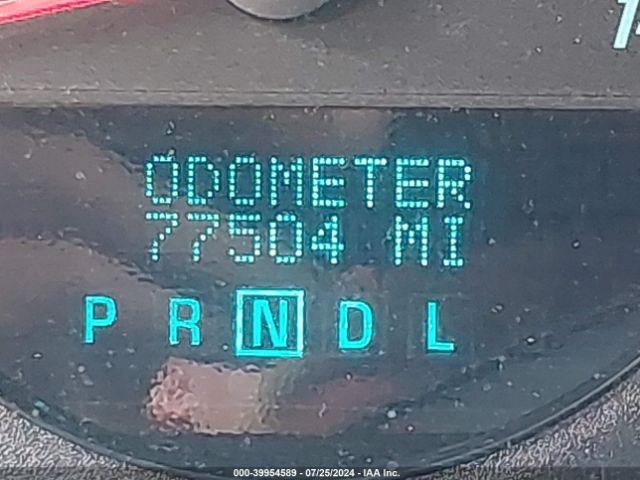 ODOMETER
77504 MI
P R N D L
000-39954589 - 07/25/2024 - IAA Inc.